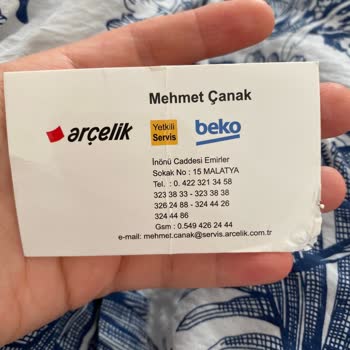 Mehmet Çanak
arçelik
Yetkili
Servis
beko
İnönü Caddesi Emirler
Sokak No : 15 MALATYA
Tel. : 0. 422 321 34 58
323 38 33 - 323 38 38
326 24 88 - 324 44 26
324 44 86
Gsm : 0.549 426 24 44
e-mail: mehmet.canak@servis.arcelik.com.tr